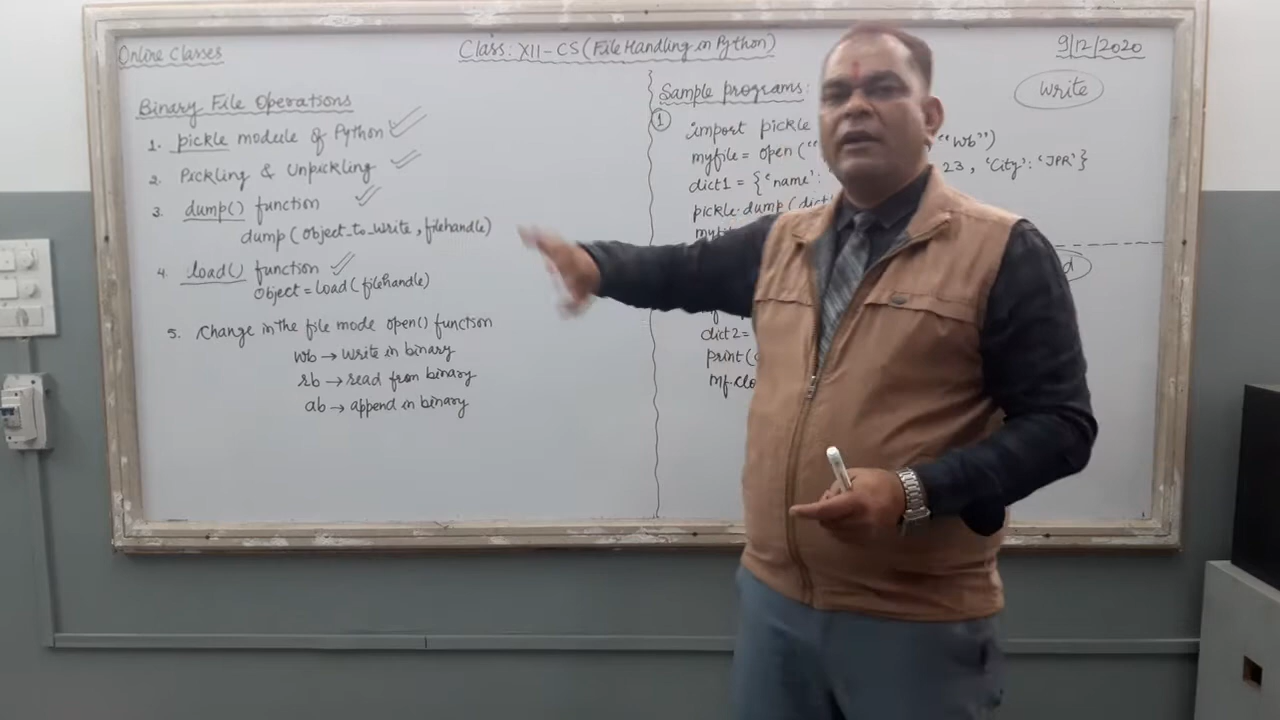 Online Classes
Class: XII-CS (File Handling in Python)
9/12/2020
Binary File Operations
1. pickle module of Python
2. Pickling & Unpickling
3. dump() function
dump(object_to_write, filehandle)
4. load() function
object = load(filehandle)
5. Change in the file mode open() function
wb → write in binary
rb → read from binary
ab → append in binary
Sample programs:
write
1
import pickle
myfile = open(“ “wb”)
dict1 = {‘name’: 23, ‘City’: ‘JPR’}
pickle.dump(dict
dict2=
print(
mf.clo